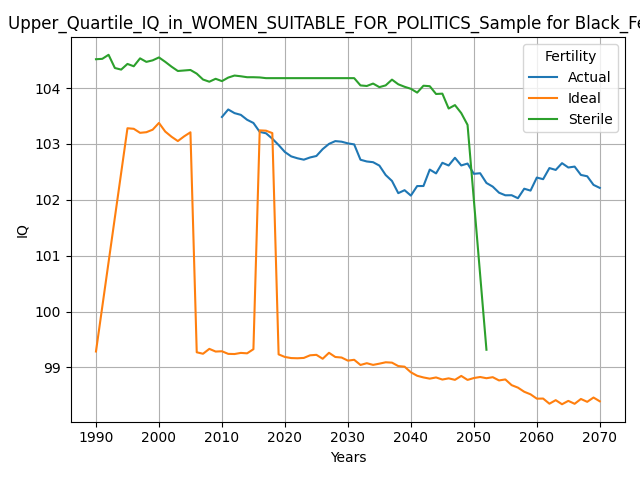 Upper_Quartile_IQ_in_WOMEN_SUITABLE_FOR_POLITICS_Sample for Black_Fe
Fertility
Actual
Ideal
Sterile
104
103
102
101
100
99
IQ
1990 2000 2010 2020 2030 2040 2050 2060 2070
Years